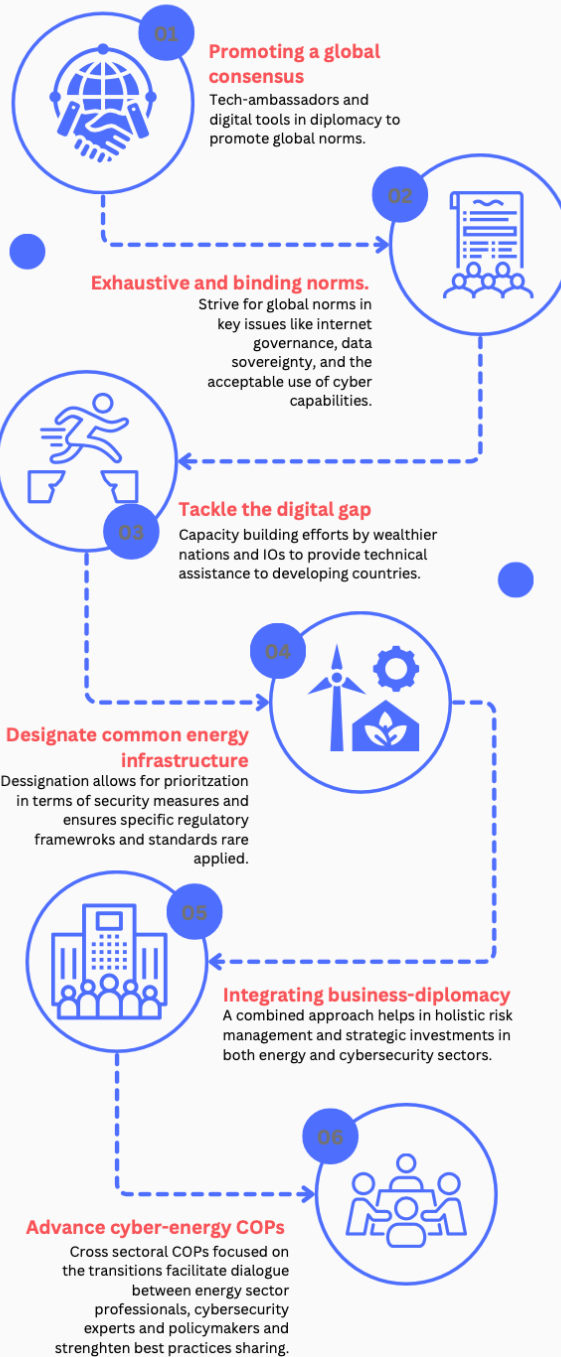 01
Promoting a global
consensus
Tech-ambassadors and
digital tools in diplomacy to
promote global norms.
02
Exhaustive and binding norms.
Strive for global norms in
key issues like internet
governance, data
sovereignty, and the
acceptable use of cyber
capabilities.
03
Tackle the digital gap
Capacity building efforts by wealthier
nations and IOs to provide technical
assistance to developing countries.
04
Designate common energy
infrastructure
Dessignation allows for prioritzation
in terms of security measures and
ensures specific regulatory
framewroks and standards rare
applied.
05
Integrating business-diplomacy
A combined approach helps in holistic risk
management and strategic investments in
both energy and cybersecurity sectors.
06
Advance cyber-energy COPs
Cross sectoral COPs focused on
the transitions facilitate dialogue
between energy sector
professionals, cybersecurity
experts and policymakers and
strenghten best practices sharing.